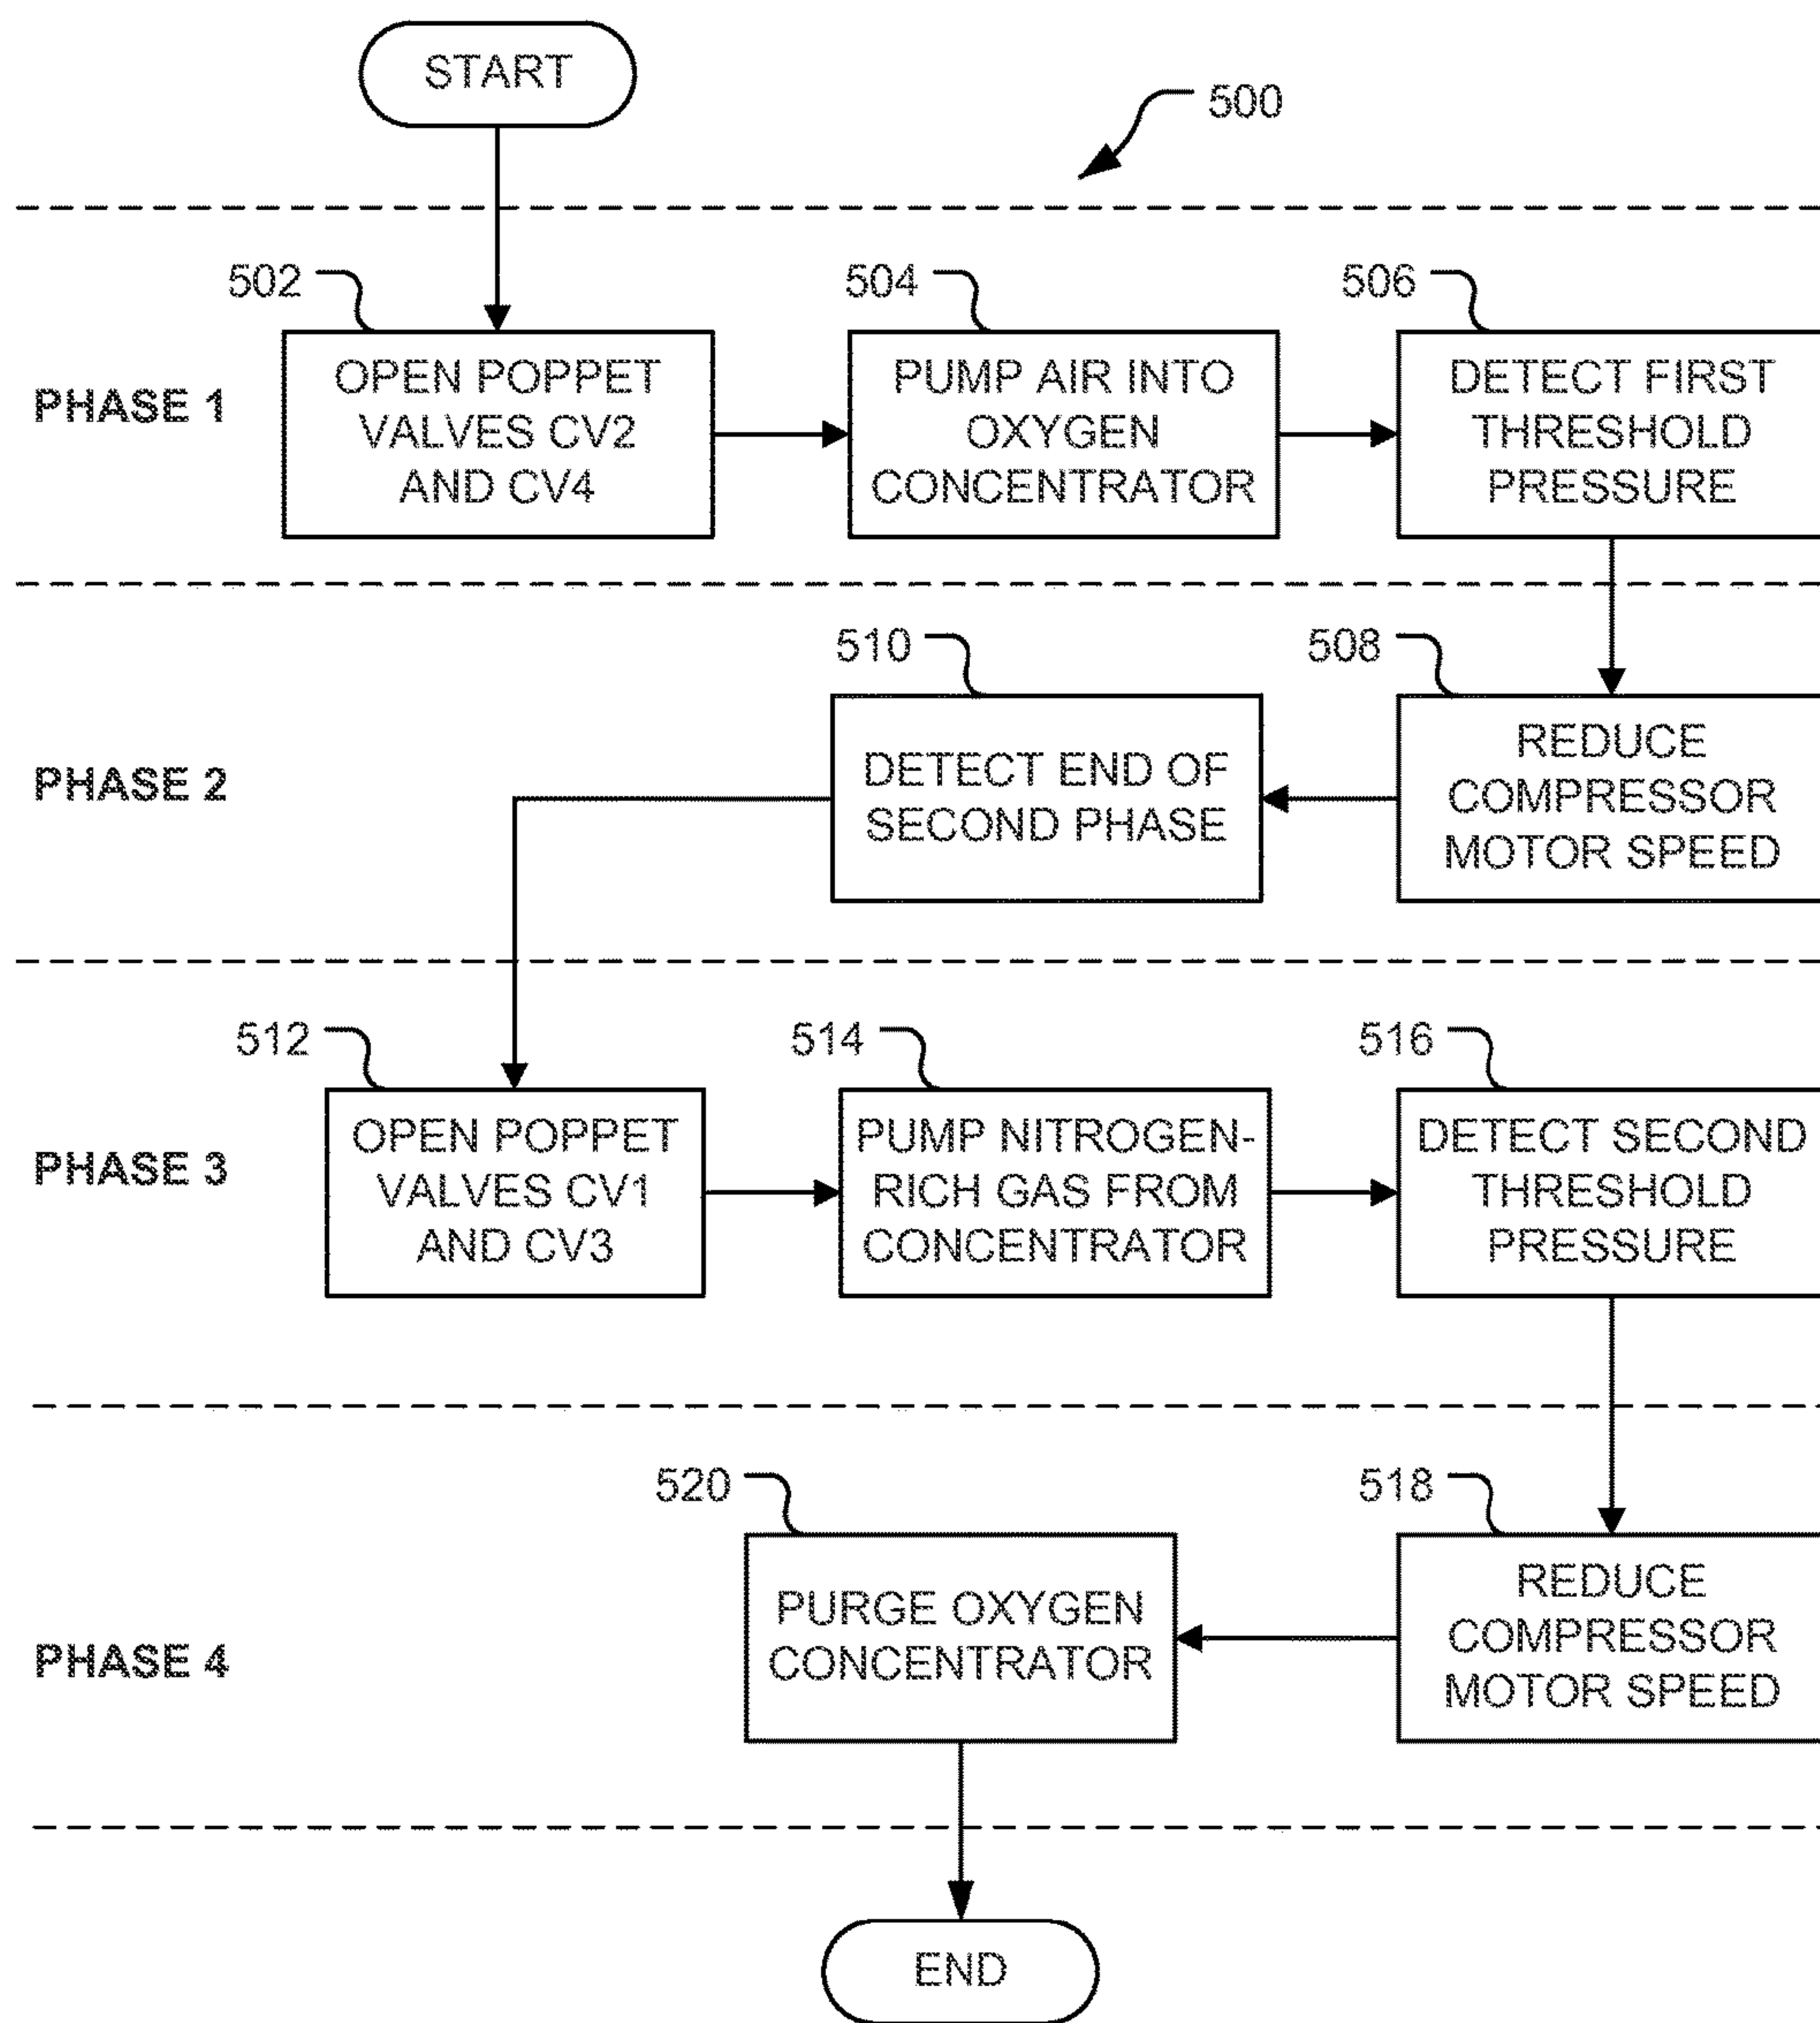 START
500
502
504
506
PHASE 1
OPEN POPPET
VALVES CV2
AND CV4
PUMP AIR INTO
OXYGEN
CONCENTRATOR
DETECT FIRST
THRESHOLD
PRESSURE
510
508
PHASE 2
DETECT END OF
SECOND PHASE
REDUCE
COMPRESSOR
MOTOR SPEED
512
514
516
PHASE 3
OPEN POPPET
VALVES CV1
AND CV3
PUMP NITROGEN-
RICH GAS FROM
CONCENTRATOR
DETECT SECOND
THRESHOLD
PRESSURE
520
518
PHASE 4
PURGE OXYGEN
CONCENTRATOR
REDUCE
COMPRESSOR
MOTOR SPEED
END